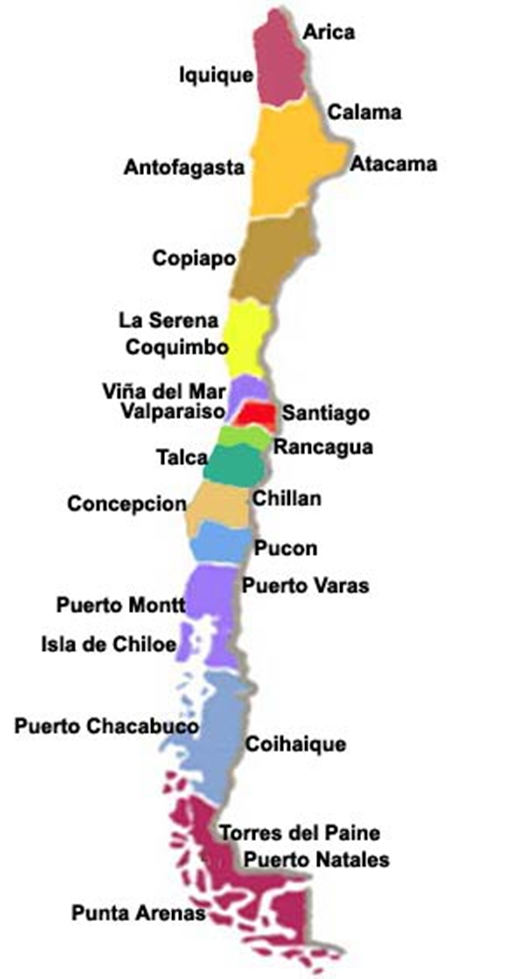 Arica
Iquique
Calama
Atacama
Antofagasta
Copiapo
La Serena
Coquimbo
Viña del Mar
Valparaiso
Santiago
Rancagua
Talca
Chillan
Concepcion
Pucon
Puerto Varas
Puerto Montt
Isla de Chiloe
Puerto Chacabuco
Coihaique
Torres del Paine
Puerto Natales
Punta Arenas